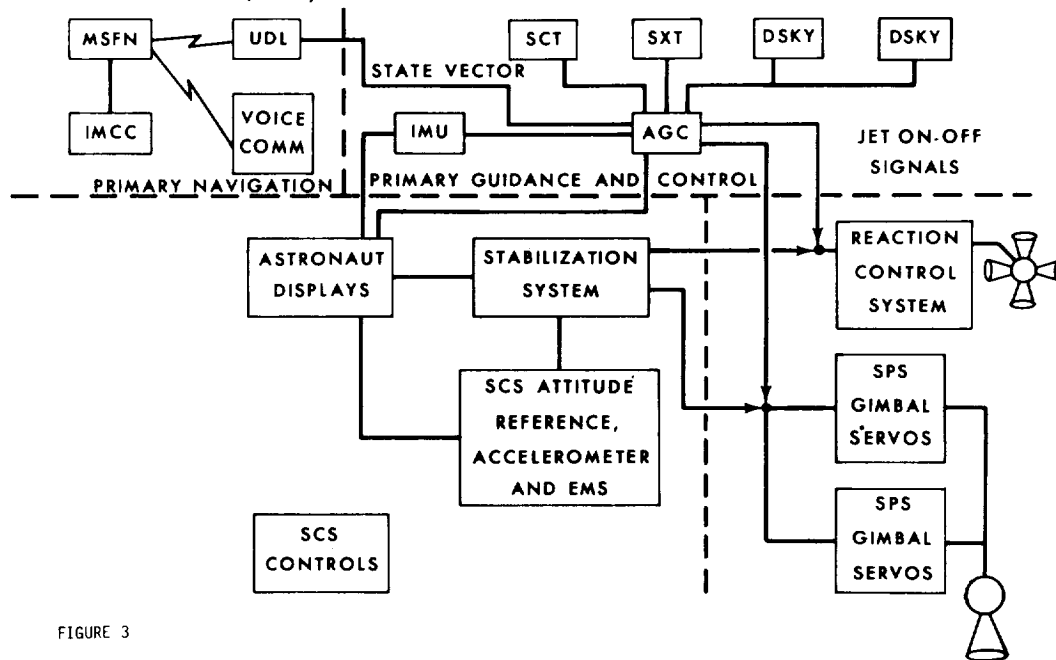 MSFN
UDL
SCT
SXT
DSKY
DSKY
STATE VECTOR
IMCC
VOICE
COMM
IMU
AGC
JET ON-OFF
SIGNALS
PRIMARY NAVIGATION
PRIMARY GUIDANCE AND CONTROL
ASTRONAUT
DISPLAYS
STABILIZATION
SYSTEM
REACTION
CONTROL
SYSTEM
SCS ATTITUDE
REFERENCE,
ACCELEROMETER
AND EMS
SPS
GIMBAL
SERVOS
SPS
GIMBAL
SERVOS
SCS
CONTROLS
FIGURE 3